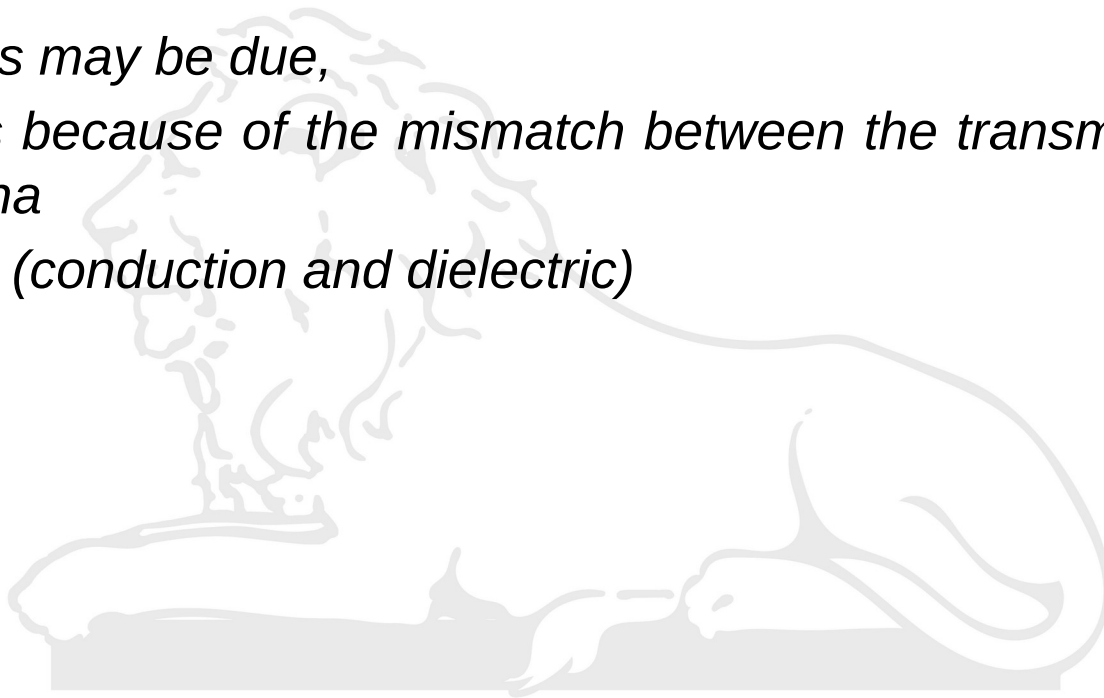 s may be due,
s because of the mismatch between the transm
na
(conduction and dielectric)